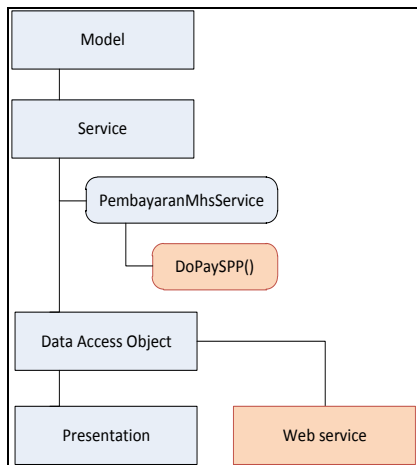 Model
Service
PembayaranMhsService
DoPaySPP()
Data Access Object
Presentation
Web service